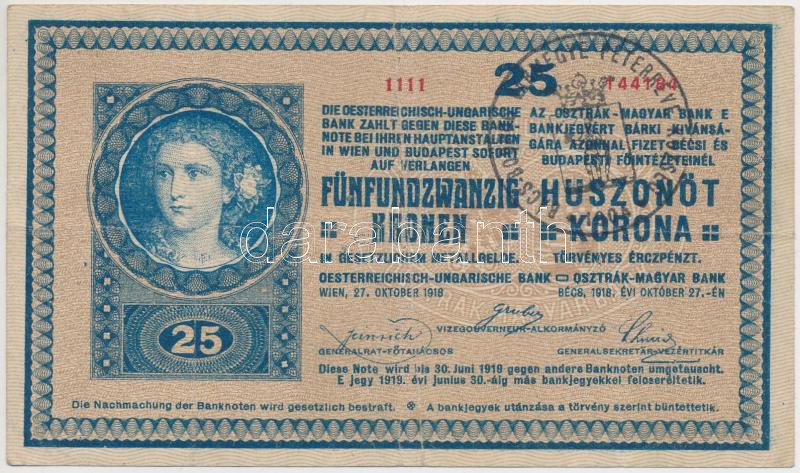 1111 25 144184
DIE OESTERREICHISCH-UNGARISCHE
BANK ZAHLT GEGEN DIESE BANK-
NOTE BEI IHREN HAUPTANSTALTEN
IN WIEN UND BUDAPEST SOFORT
AUF VERLANGEN
FÜNFUNDZWANZIG
KRONEN
IN GESETZLICHEM METALLGELDE.
AZ OSZTRÁK-MAGYAR BANK E
BANKJEGYÉRT BÁRKI KIVÁNSÁ-
GÁRA AZONNAL FIZET BÉCSI ÉS
BUDAPESTI FŐINTÉZETEINÉL
HUSZONÖT
KORONA
TÖRVÉNYES ÉRCZPÉNZT.
OESTERREICHISCH-UNGARISCHE BANK OSZTRÁK-MAGYAR BANK
WIEN, 27. OKTOBER 1918 BÉCS, 1918. ÉVI OKTÓBER 27.-ÉN
Gruber
VIZEGOUVERNEUR-ALKORMÁNYZÓ
GENERALRAT-FŐTANÁCSOS
GENERALSEKRETÄR-VEZÉRTITKÁR
Diese Note wird bis 30. Juni 1919 gegen andere Banknoten umgetauscht.
E jegy 1919. évi junius 30.-áig más bankjegyekkel felcseréltetik.
25
Die Nachmachung der Banknoten wird gesetzlich bestraft. ※ A bankjegyek utánzása a törvény szerint büntettetik.
darabanth